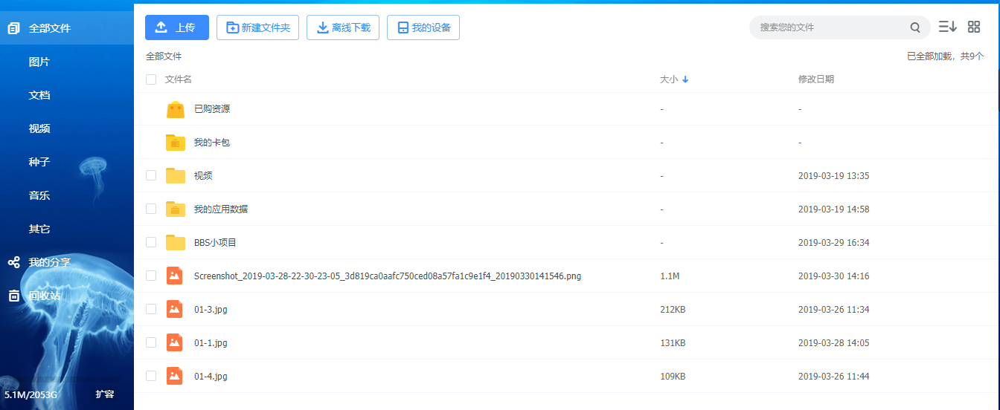 全部文件
图片
文档
视频
种子
音乐
其它
我的分享
回收站
5.1M/2053G 扩容
上传 新建文件夹 离线下载 我的设备 搜索您的文件
全部文件 已全部加载，共9个
文件名 大小 修改日期
已购资源 - -
我的卡包 - -
视频 - 2019-03-19 13:35
我的应用数据 - 2019-03-19 14:58
BBS小项目 - 2019-03-29 16:34
Screenshot_2019-03-28-22-30-23-05_3d819ca0aafc750ced08a57fa1c9e1f4_20190330141546.png 1.1M 2019-03-30 14:16
01-3.jpg 212KB 2019-03-26 11:34
01-1.jpg 131KB 2019-03-28 14:05
01-4.jpg 109KB 2019-03-26 11:44